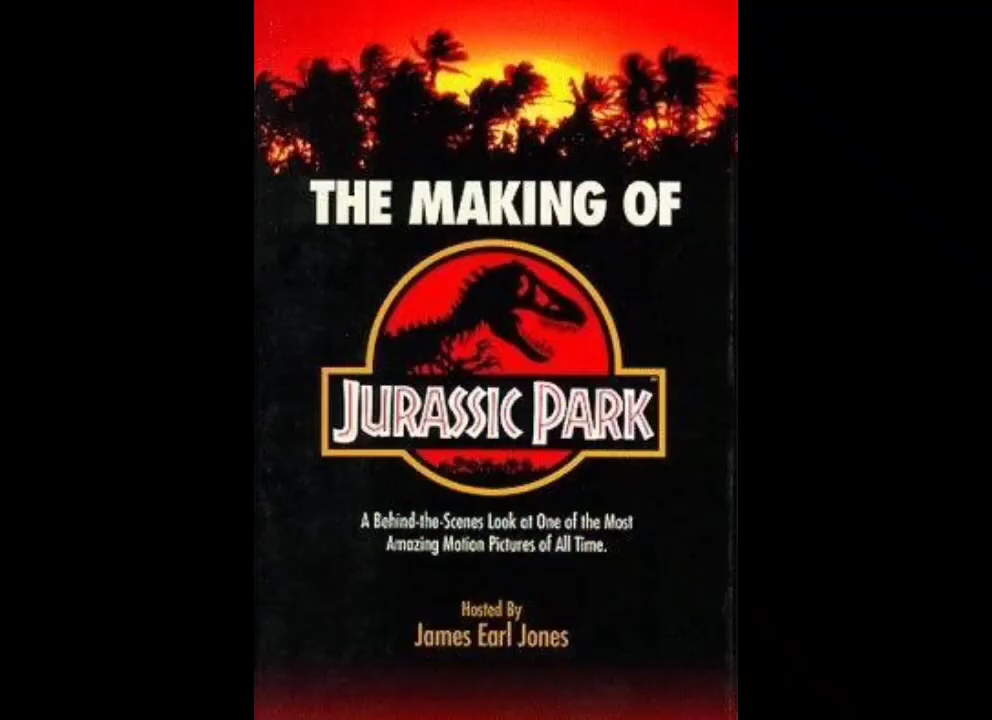 THE MAKING OF
JURASSIC PARK
A Behind-the-Scenes Look at One of the Most
Amazing Motion Pictures of All Time.
Hosted By
James Earl Jones